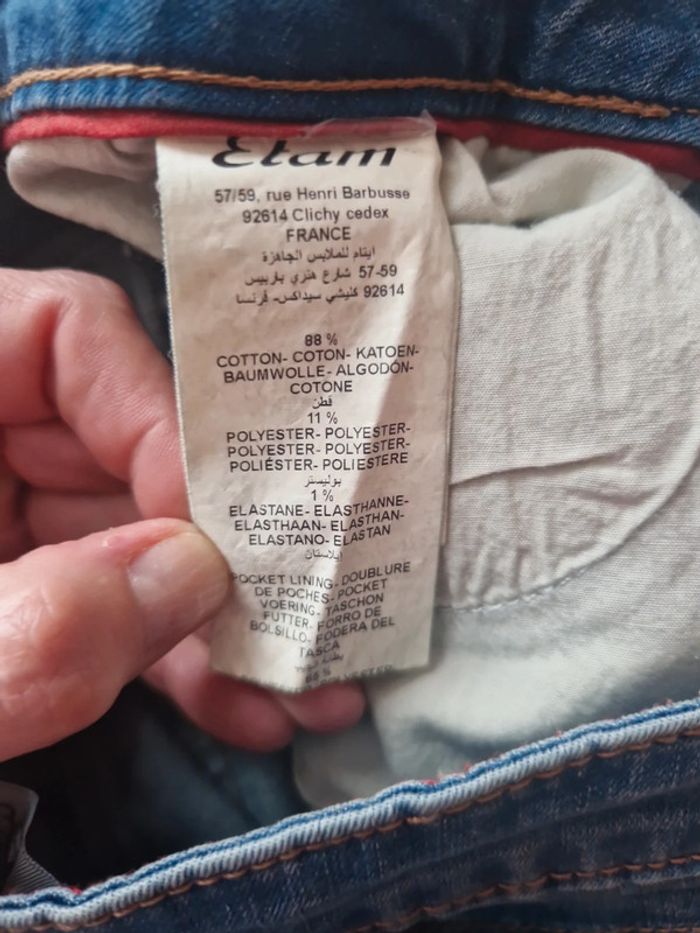 Etam
57/59, rue Henri Barbusse
92614 Clichy cedex
FRANCE
ايتام للملابس الجاهزة
57-59 شارع هنري باربيس
92614 كليشي سيداكس- فرنسا
88 %
COTTON- COTON- KATOEN-
BAUMWOLLE- ALGODÓN-
COTONE
قطن
11 %
POLYESTER- POLYESTER-
POLYESTER- POLYESTER-
POLIÉSTER- POLIESTERE
بوليستر
1 %
ELASTANE- ELASTHANNE-
ELASTHAAN- ELASTHAN-
ELASTANO- ELASTAN
ايلاستان
POCKET LINING- DOUBLURE
DE POCHES- POCKET
VOERING- TASCHON
FUTTER- FORRO DE
BOLSILLO- FODERA DEL
TASCA
65 %
POLYESTER